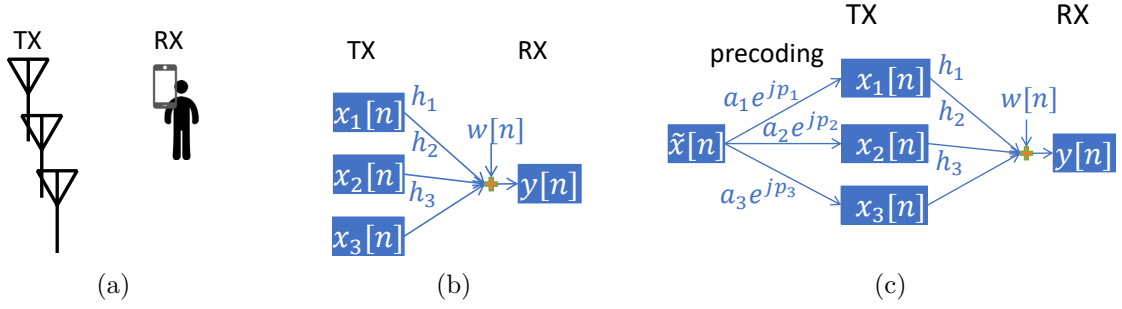 TX
RX
(a)
TX
RX
x₁[n]
x₂[n]
x₃[n]
h₁
h₂
h₃
w[n]
y[n]
(b)
TX
RX
precoding
x̃[n]
a₁e^{jp₁}
a₂e^{jp₂}
a₃e^{jp₃}
x₁[n]
x₂[n]
x₃[n]
h₁
h₂
h₃
w[n]
y[n]
(c)